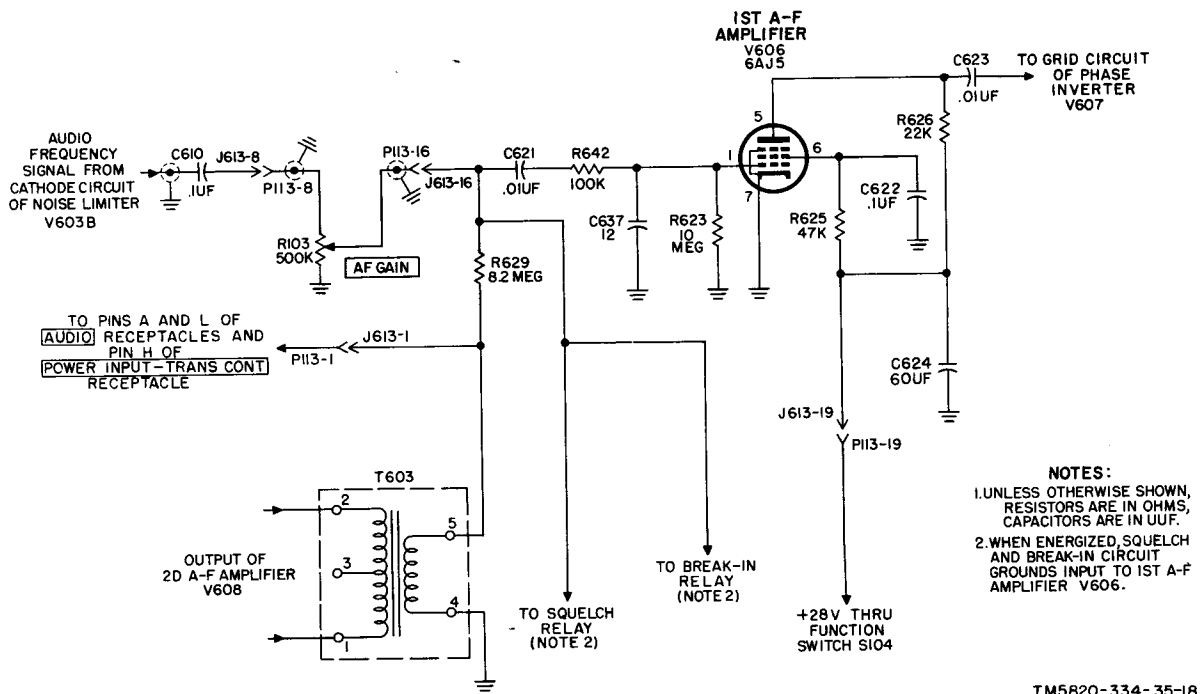 1ST A-F
AMPLIFIER
V606
6AJ5
C623
.01UF
TO GRID CIRCUIT
OF PHASE
INVERTER
V607
R626
22K
AUDIO
FREQUENCY
SIGNAL FROM
CATHODE CIRCUIT
OF NOISE LIMITER
V603B
C610
.1UF
J613-8
P113-8
P113-16
J613-16
C621
.01UF
R642
100K
1
5
6
7
C622
.1UF
R103
500K
AF GAIN
R629
8.2 MEG
C637
12
R623
10
MEG
R625
47K
TO PINS A AND L OF
AUDIO RECEPTACLES AND
PIN H OF
POWER INPUT-TRANS CONT
RECEPTACLE
J613-1
P113-1
C624
60UF
J613-19
P113-19
T603
2
3
1
5
4
OUTPUT OF
2D A-F AMPLIFIER
V608
TO SQUELCH
RELAY
(NOTE 2)
TO BREAK-IN
RELAY
(NOTE 2)
+28V THRU
FUNCTION
SWITCH S104
NOTES:
1. UNLESS OTHERWISE SHOWN,
RESISTORS ARE IN OHMS,
CAPACITORS ARE IN UUF.
2. WHEN ENERGIZED, SQUELCH
AND BREAK-IN CIRCUIT
GROUNDS INPUT TO 1ST A-F
AMPLIFIER V606.
TM5820-334-35-18